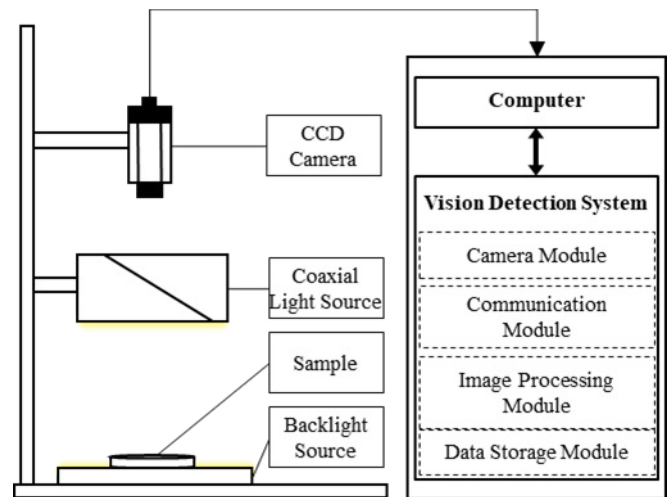 CCD
Camera
Coaxial
Light Source
Sample
Backlight
Source
Computer
Vision Detection System
Camera Module
Communication
Module
Image Processing
Module
Data Storage Module